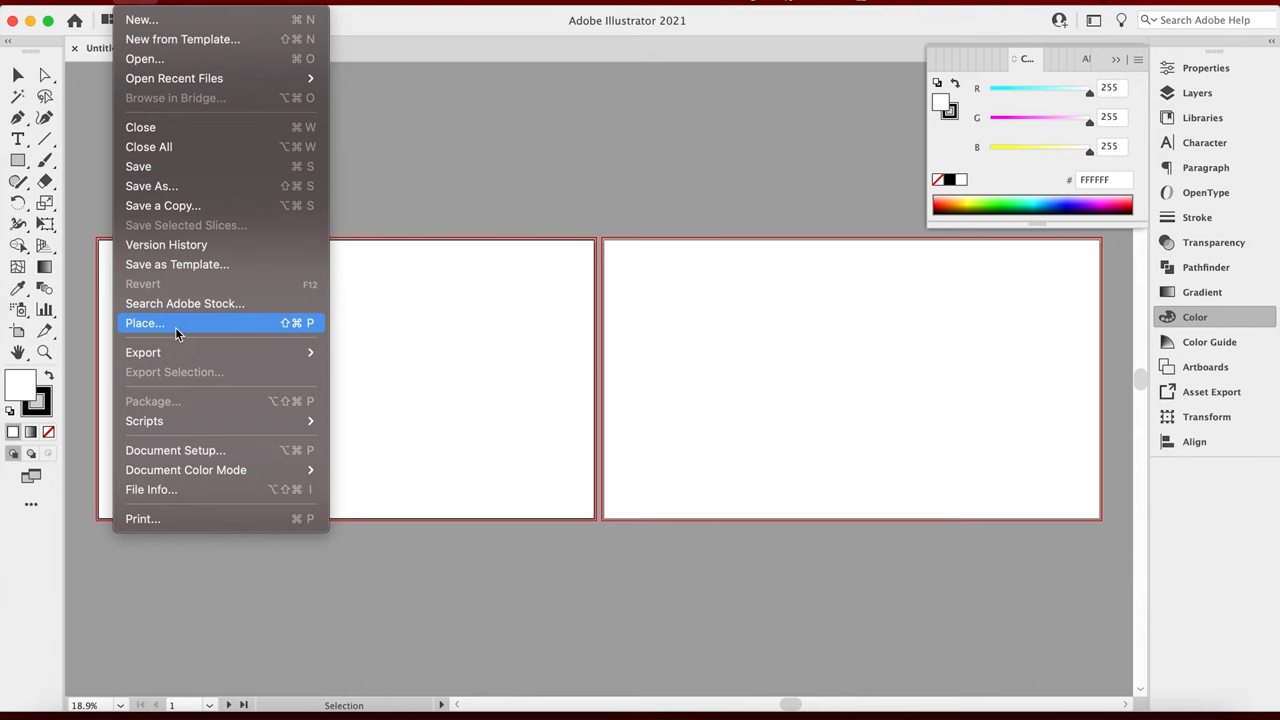 Adobe Illustrator 2021
Search Adobe Help
New... ⌘ N
New from Template... ⇧⌘ N
Open... ⌘ O
Open Recent Files
Browse in Bridge... ⌥⌘ O
Close ⌘ W
Close All ⌥⌘ W
Save ⌘ S
Save As... ⇧⌘ S
Save a Copy... ⌥⌘ S
Save Selected Slices...
Version History
Save as Template...
Revert F12
Search Adobe Stock...
Place... ⇧⌘ P
Export
Export Selection...
Package... ⌥⇧⌘ P
Scripts
Document Setup... ⌥⌘ P
Document Color Mode
File Info... ⌥⇧⌘ I
Print... ⌘ P
C...
R 255
G 255
B 255
# FFFFFF
Properties
Layers
Libraries
Character
Paragraph
OpenType
Stroke
Transparency
Pathfinder
Gradient
Color
Color Guide
Artboards
Asset Export
Transform
Align
18.9%
1
Selection